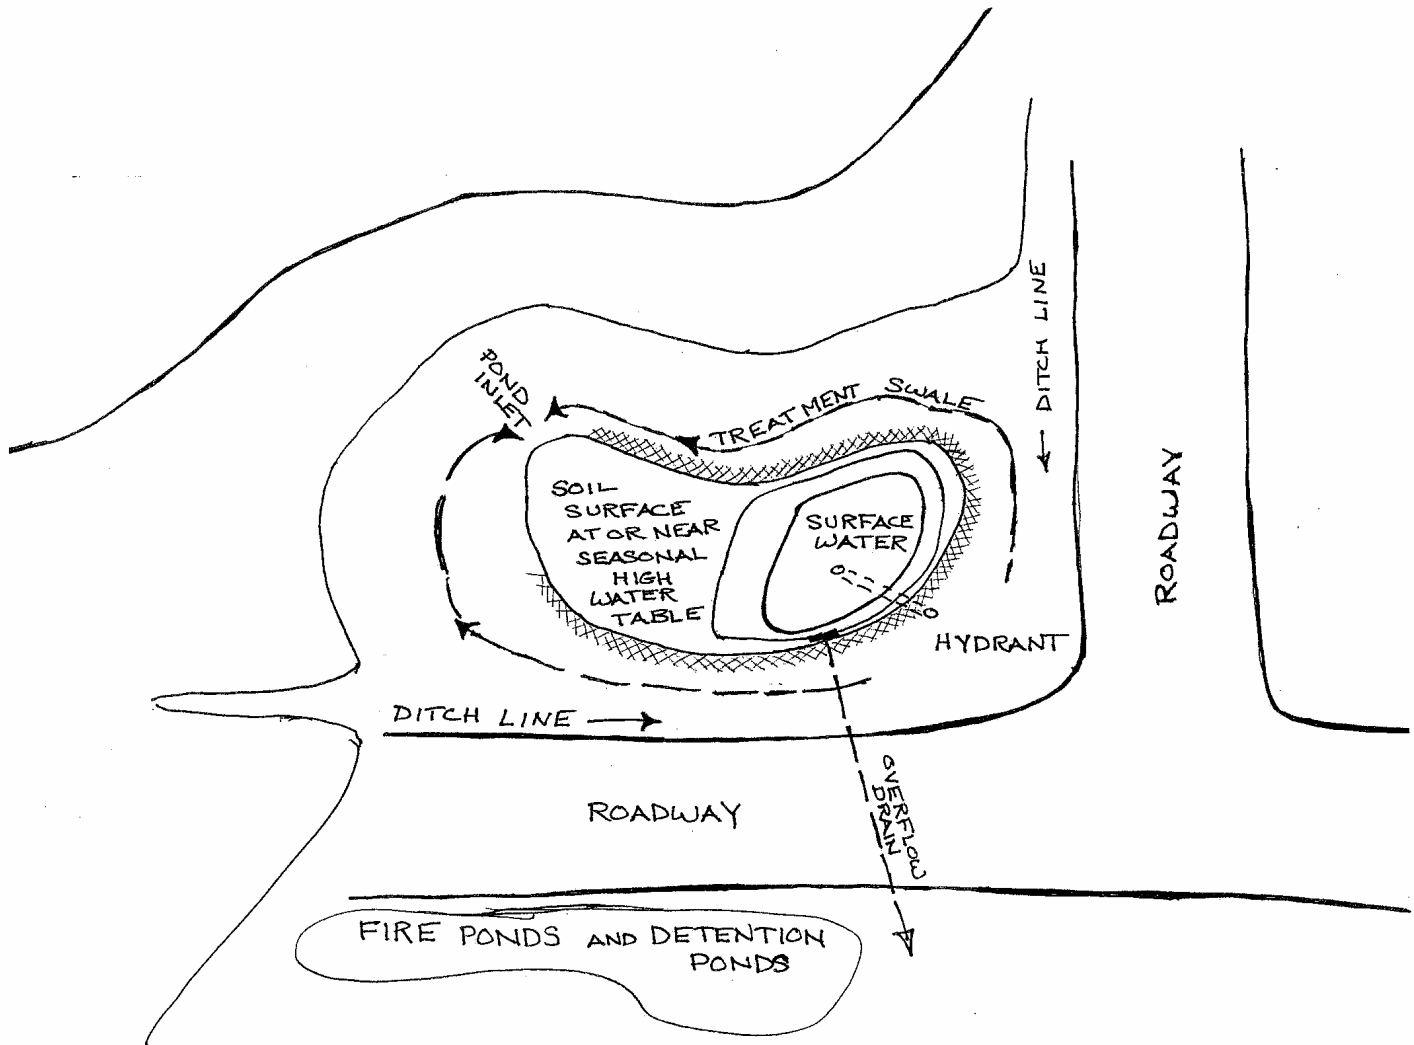 DITCH LINE
POND
INLET
TREATMENT SWALE
SOIL
SURFACE
AT OR NEAR
SEASONAL
HIGH
WATER
TABLE
SURFACE
WATER
ROADWAY
HYDRANT
DITCH LINE
OVERFLOW
DRAIN
ROADWAY
FIRE PONDS AND DETENTION
PONDS